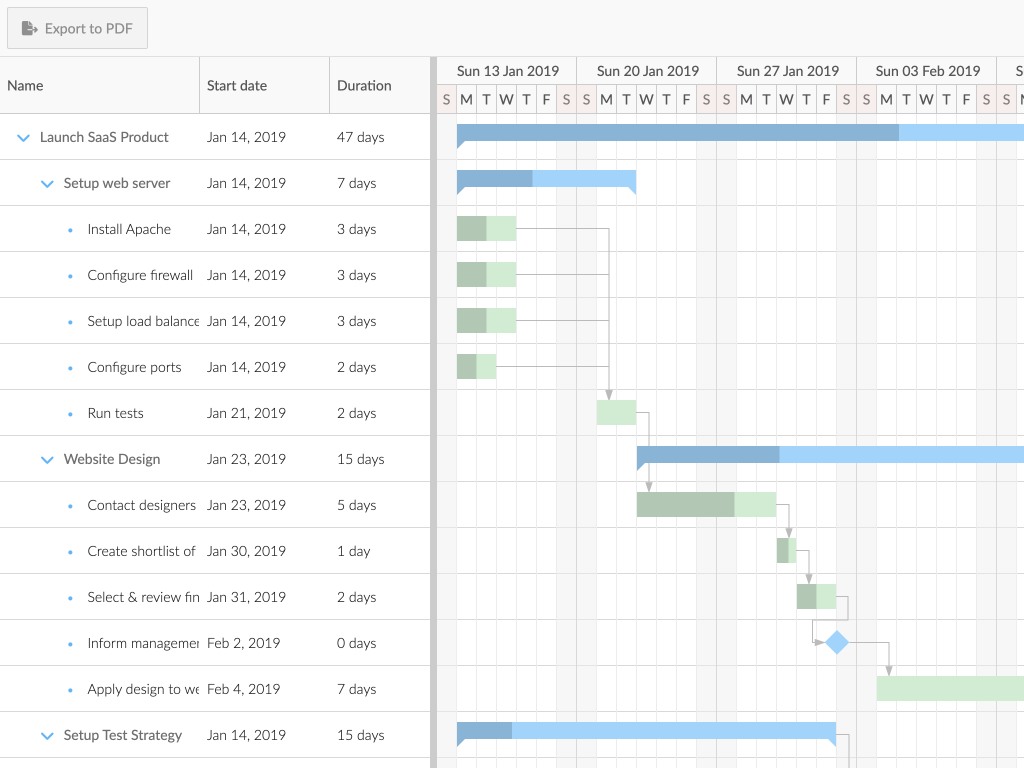 Export to PDF
Name Start date Duration Sun 13 Jan 2019 Sun 20 Jan 2019 Sun 27 Jan 2019 Sun 03 Feb 2019 S
S M T W T F S S M T W T F S S M T W T F S S M T W T F S S
Launch SaaS Product Jan 14, 2019 47 days
Setup web server Jan 14, 2019 7 days
Install Apache Jan 14, 2019 3 days
Configure firewall Jan 14, 2019 3 days
Setup load balance Jan 14, 2019 3 days
Configure ports Jan 14, 2019 2 days
Run tests Jan 21, 2019 2 days
Website Design Jan 23, 2019 15 days
Contact designers Jan 23, 2019 5 days
Create shortlist of Jan 30, 2019 1 day
Select & review fin Jan 31, 2019 2 days
Inform managemen Feb 2, 2019 0 days
Apply design to we Feb 4, 2019 7 days
Setup Test Strategy Jan 14, 2019 15 days